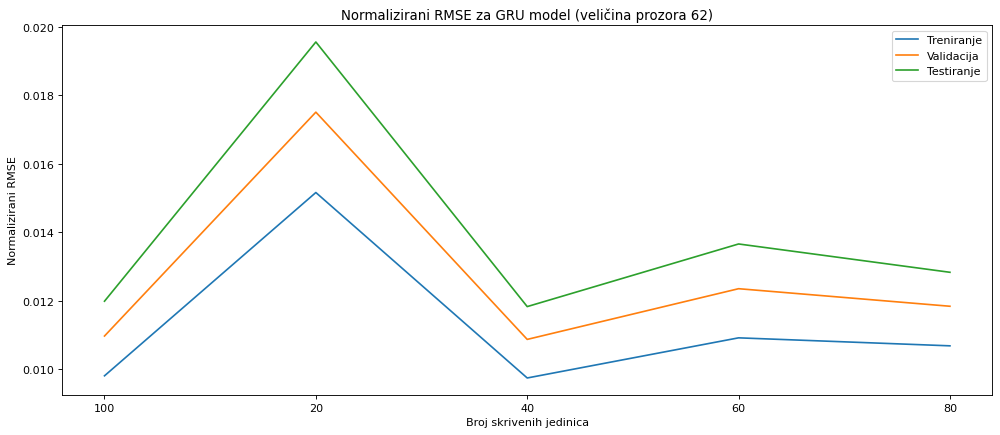 Normalizirani RMSE za GRU model (veličina prozora 62)
Treniranje
Validacija
Testiranje
Normalizirani RMSE
0.020
0.018
0.016
0.014
0.012
0.010
100 20 40 60 80
Broj skrivenih jedinica